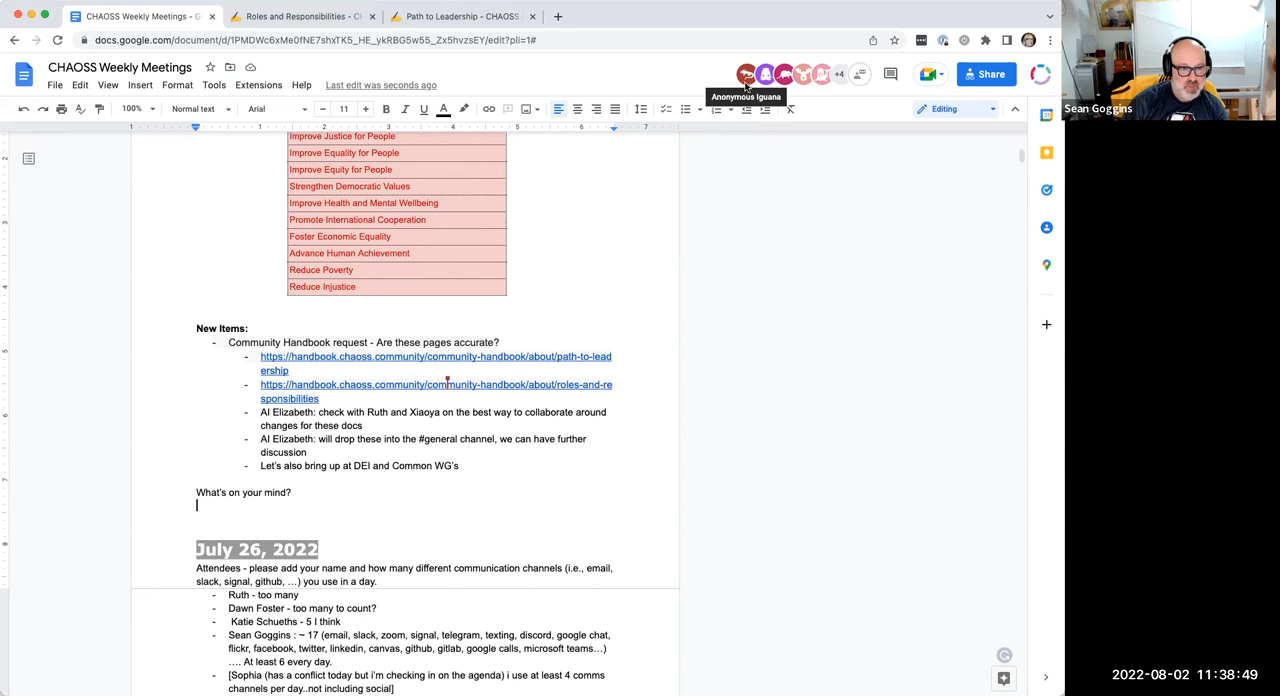 CHAOSS Weekly Meetings - G
Roles and Responsibilities - C
Path to Leadership - CHAOSS
docs.google.com/document/d/1PMDWc6xMe0fNE7shxTK5_HE_ykRBG5w55_Zx5hvzsEY/edit?pli=1#
CHAOSS Weekly Meetings
File Edit View Insert Format Tools Extensions Help Last edit was seconds ago
+4
Share
Sean Goggins
Anonymous Iguana
100% Normal text Arial 11 B I U A Editing
1 1 2 3 4 5 6 7
Improve Justice for People
Improve Equality for People
Improve Equity for People
Strengthen Democratic Values
Improve Health and Mental Wellbeing
Promote International Cooperation
Foster Economic Equality
Advance Human Achievement
Reduce Poverty
Reduce Injustice
New Items:
- Community Handbook request - Are these pages accurate?
- https://handbook.chaoss.community/community-handbook/about/path-to-lead
ership
- https://handbook.chaoss.community/community-handbook/about/roles-and-re
sponsibilities
- AI Elizabeth: check with Ruth and Xiaoya on the best way to collaborate around
changes for these docs
- AI Elizabeth: will drop these into the #general channel, we can have further
discussion
- Let's also bring up at DEI and Common WG's
What's on your mind?
July 26, 2022
Attendees - please add your name and how many different communication channels (i.e., email,
slack, signal, github, ...) you use in a day.
- Ruth - too many
- Dawn Foster - too many to count?
- Katie Schueths - 5 I think
- Sean Goggins : ~ 17 (email, slack, zoom, signal, telegram, texting, discord, google chat,
flickr, facebook, twitter, linkedin, canvas, github, gitlab, google calls, microsoft teams...)
.... At least 6 every day.
- [Sophia (has a conflict today but i'm checking in on the agenda) i use at least 4 comms
channels per day..not including social]
2022-08-02 11:38:49